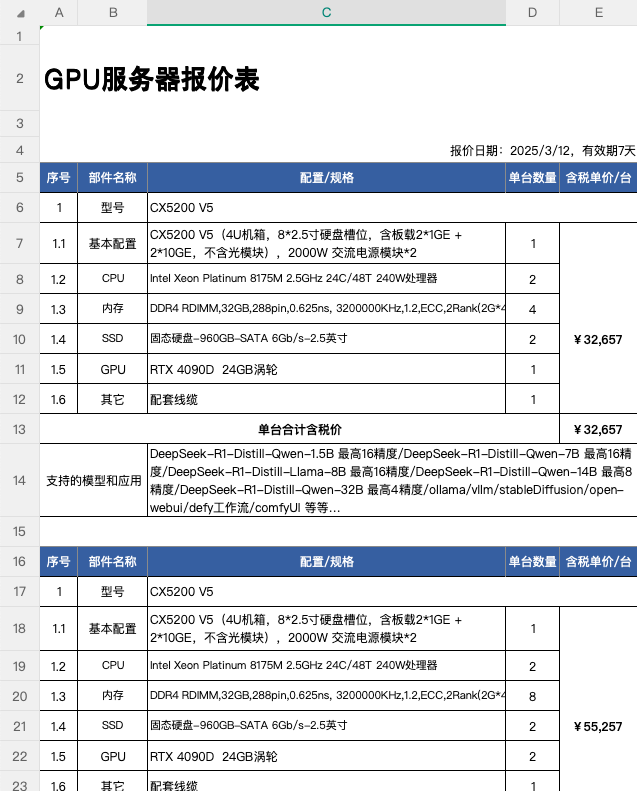 A B C D E
1
2 GPU服务器报价表
3
4 报价日期：2025/3/12，有效期7天
5 序号 部件名称 配置/规格 单台数量 含税单价/台
6 1 型号 CX5200 V5
7 1.1 基本配置 CX5200 V5（4U机箱，8*2.5寸硬盘槽位，含板载2*1GE +
2*10GE，不含光模块），2000W 交流电源模块*2 1
8 1.2 CPU Intel Xeon Platinum 8175M 2.5GHz 24C/48T 240W处理器 2
9 1.3 内存 DDR4 RDIMM,32GB,288pin,0.625ns, 3200000KHz,1.2,ECC,2Rank(2G*4 4
10 1.4 SSD 固态硬盘-960GB-SATA 6Gb/s-2.5英寸 2 ￥32,657
11 1.5 GPU RTX 4090D 24GB涡轮 1
12 1.6 其它 配套线缆 1
13 单台合计含税价 ￥32,657
14 支持的模型和应用 DeepSeek-R1-Distill-Qwen-1.5B 最高16精度/DeepSeek-R1-Distill-Qwen-7B 最高16精
度/DeepSeek-R1-Distill-Llama-8B 最高16精度/DeepSeek-R1-Distill-Qwen-14B 最高8
精度/DeepSeek-R1-Distill-Qwen-32B 最高4精度/ollama/vllm/stableDiffusion/open-
webui/defy工作流/comfyUI 等等...
15
16 序号 部件名称 配置/规格 单台数量 含税单价/台
17 1 型号 CX5200 V5
18 1.1 基本配置 CX5200 V5（4U机箱，8*2.5寸硬盘槽位，含板载2*1GE +
2*10GE，不含光模块），2000W 交流电源模块*2 1
19 1.2 CPU Intel Xeon Platinum 8175M 2.5GHz 24C/48T 240W处理器 2
20 1.3 内存 DDR4 RDIMM,32GB,288pin,0.625ns, 3200000KHz,1.2,ECC,2Rank(2G*4 8
21 1.4 SSD 固态硬盘-960GB-SATA 6Gb/s-2.5英寸 2 ￥55,257
22 1.5 GPU RTX 4090D 24GB涡轮 2
23 1.6 其它 配套线缆 1